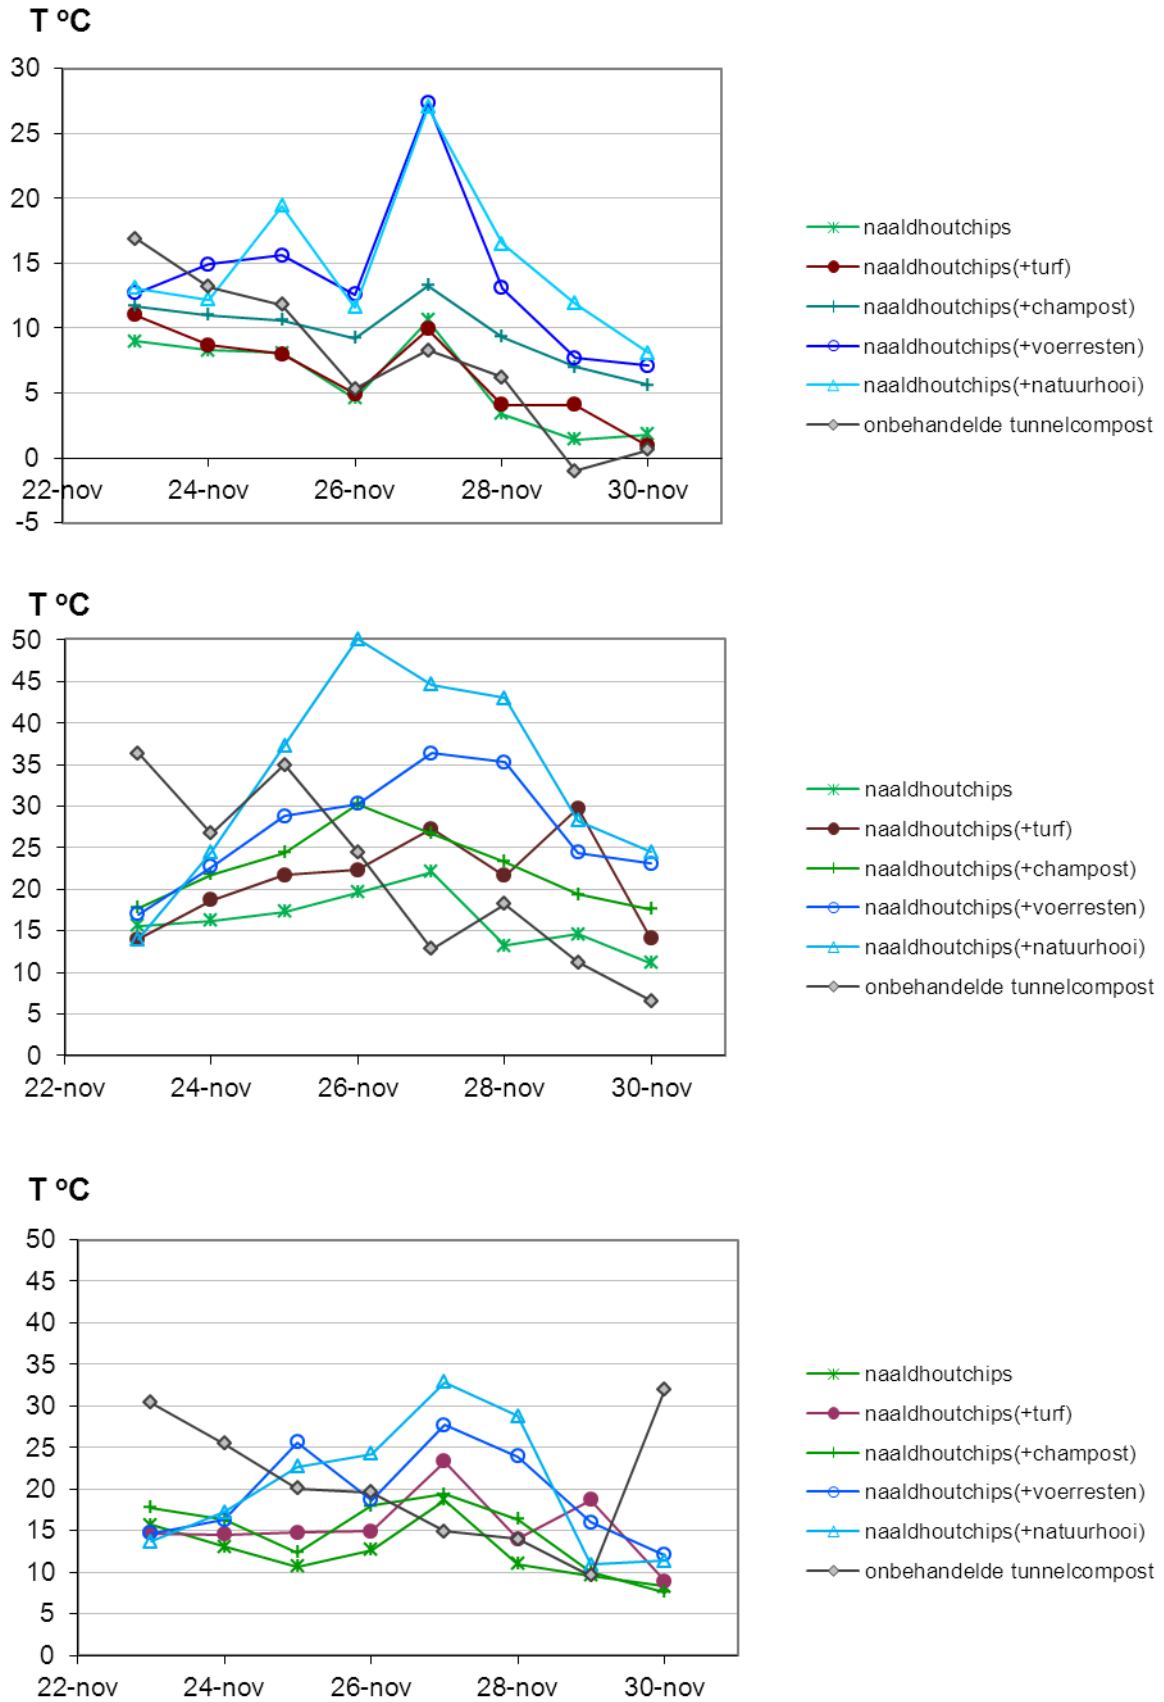 T ºC
30
25
20
15
10
5
0
-5
22-nov 24-nov 26-nov 28-nov 30-nov
naaldhoutchips
naaldhoutchips(+turf)
naaldhoutchips(+champost)
naaldhoutchips(+voerresten)
naaldhoutchips(+natuurhooi)
onbehandelde tunnelcompost
T ºC
50
45
40
35
30
25
20
15
10
5
0
22-nov 24-nov 26-nov 28-nov 30-nov
naaldhoutchips
naaldhoutchips(+turf)
naaldhoutchips(+champost)
naaldhoutchips(+voerresten)
naaldhoutchips(+natuurhooi)
onbehandelde tunnelcompost
T ºC
50
45
40
35
30
25
20
15
10
5
0
22-nov 24-nov 26-nov 28-nov 30-nov
naaldhoutchips
naaldhoutchips(+turf)
naaldhoutchips(+champost)
naaldhoutchips(+voerresten)
naaldhoutchips(+natuurhooi)
onbehandelde tunnelcompost